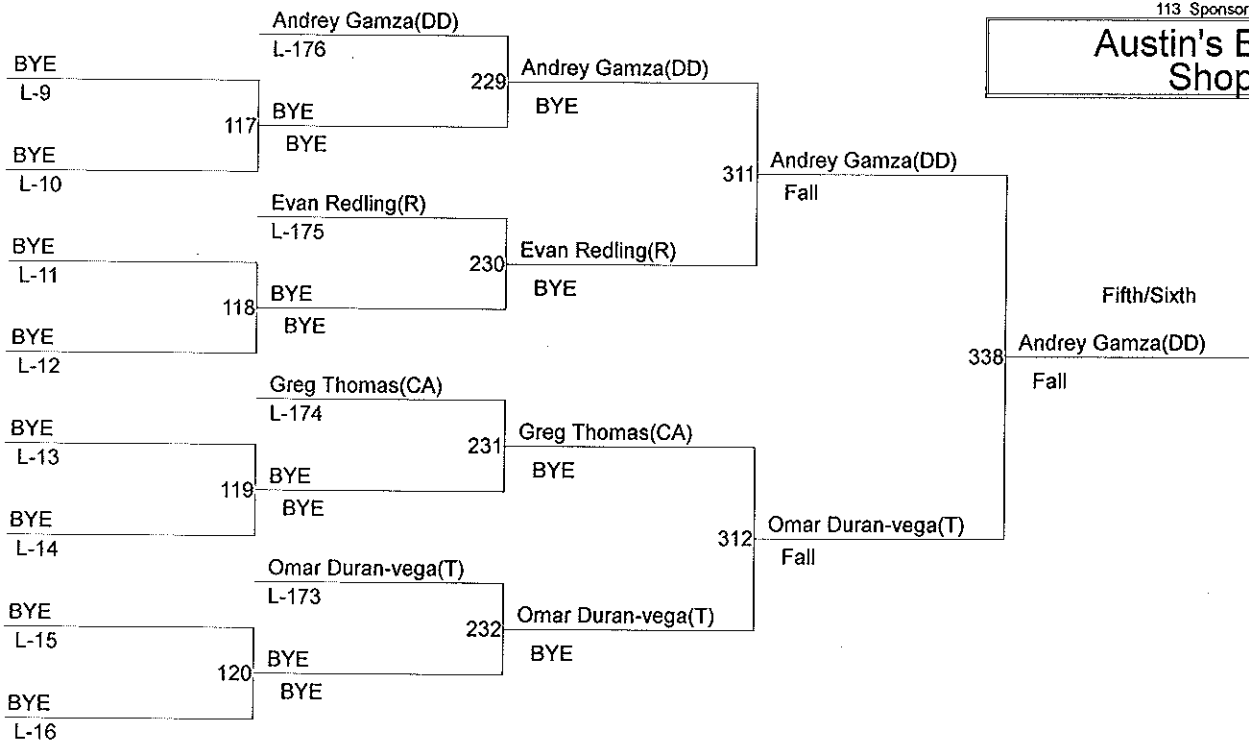 113 Sponsor
Austin's
Shop
Andrey Gamza(DD)
L-176
BYE
L-9
229
Andrey Gamza(DD)
BYE
117
BYE
BYE
BYE
L-10
311
Andrey Gamza(DD)
Fall
Evan Redling(R)
L-175
BYE
L-11
230
Evan Redling(R)
BYE
118
BYE
BYE
BYE
L-12
Fifth/Sixth
338
Andrey Gamza(DD)
Fall
Greg Thomas(CA)
L-174
BYE
L-13
231
Greg Thomas(CA)
BYE
119
BYE
BYE
BYE
L-14
312
Omar Duran-vega(T)
Fall
Omar Duran-vega(T)
L-173
BYE
L-15
232
Omar Duran-vega(T)
BYE
120
BYE
BYE
BYE
L-16